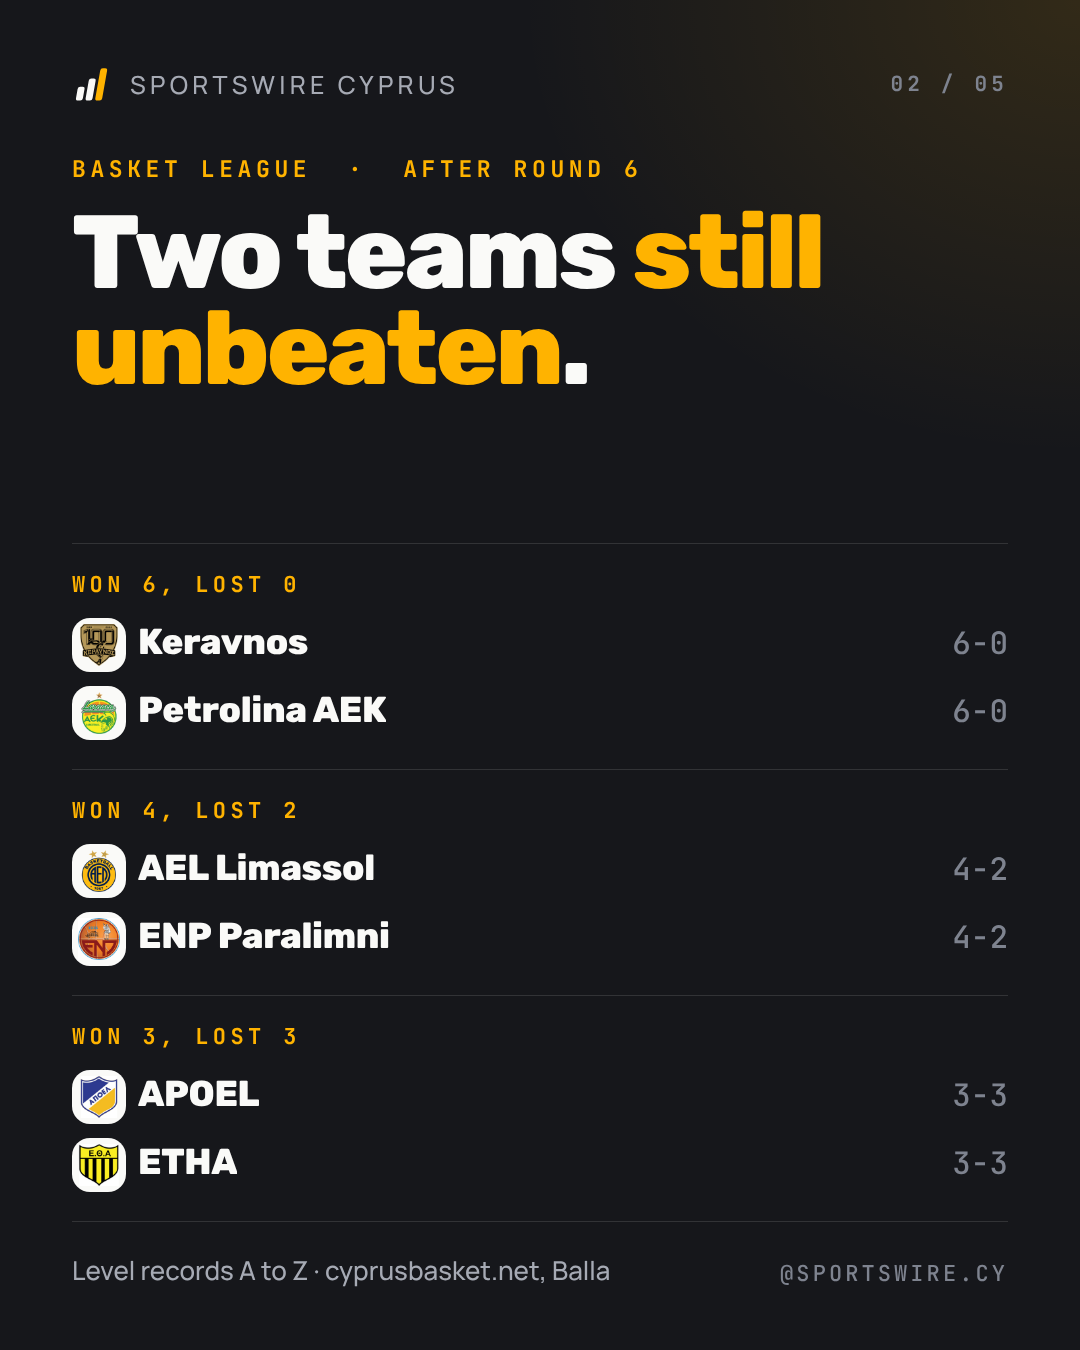 SPORTSWIRE CYPRUS
02 / 05
BASKET LEAGUE · AFTER ROUND 6
Two teams still
unbeaten.
WON 6, LOST 0
Keravnos 6-0
Petrolina AEK 6-0
WON 4, LOST 2
AEL Limassol 4-2
ENP Paralimni 4-2
WON 3, LOST 3
APOEL 3-3
Ε.Θ.Α
ETHA 3-3
Level records A to Z · cyprusbasket.net, Balla
@SPORTSWIRE.CY